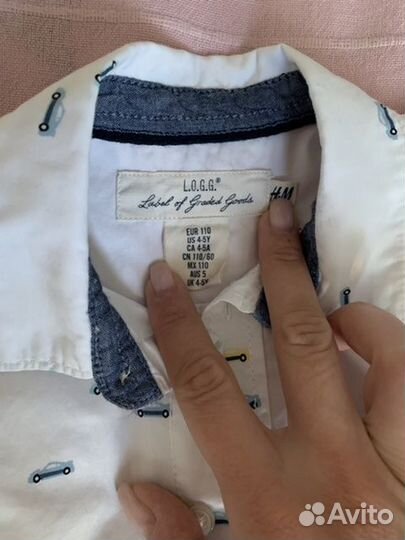 L.O.G.G.®
Label of Graded Goods
H&M
EUR 110
US 4-5Y
CA 4-5A
CN 110/60
MX 110
AUS 5
UK 4-5Y
Avito